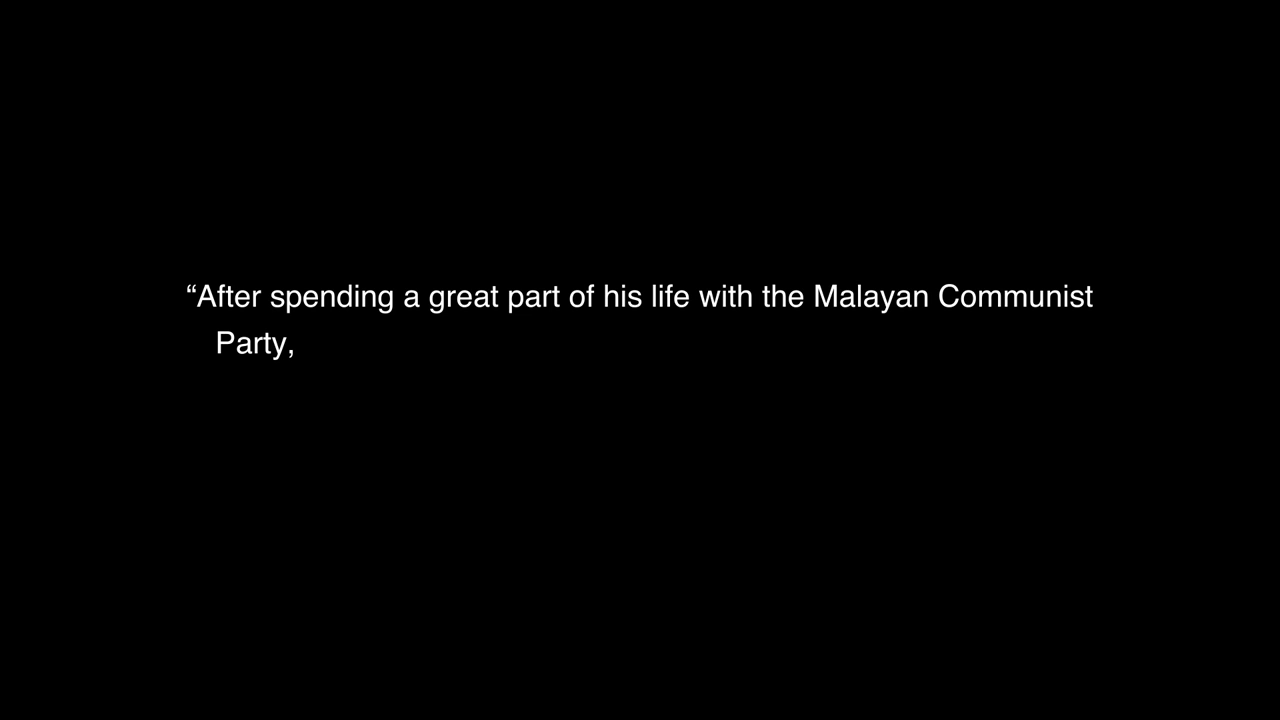 “After spending a great part of his life with the Malayan Communist
Party,